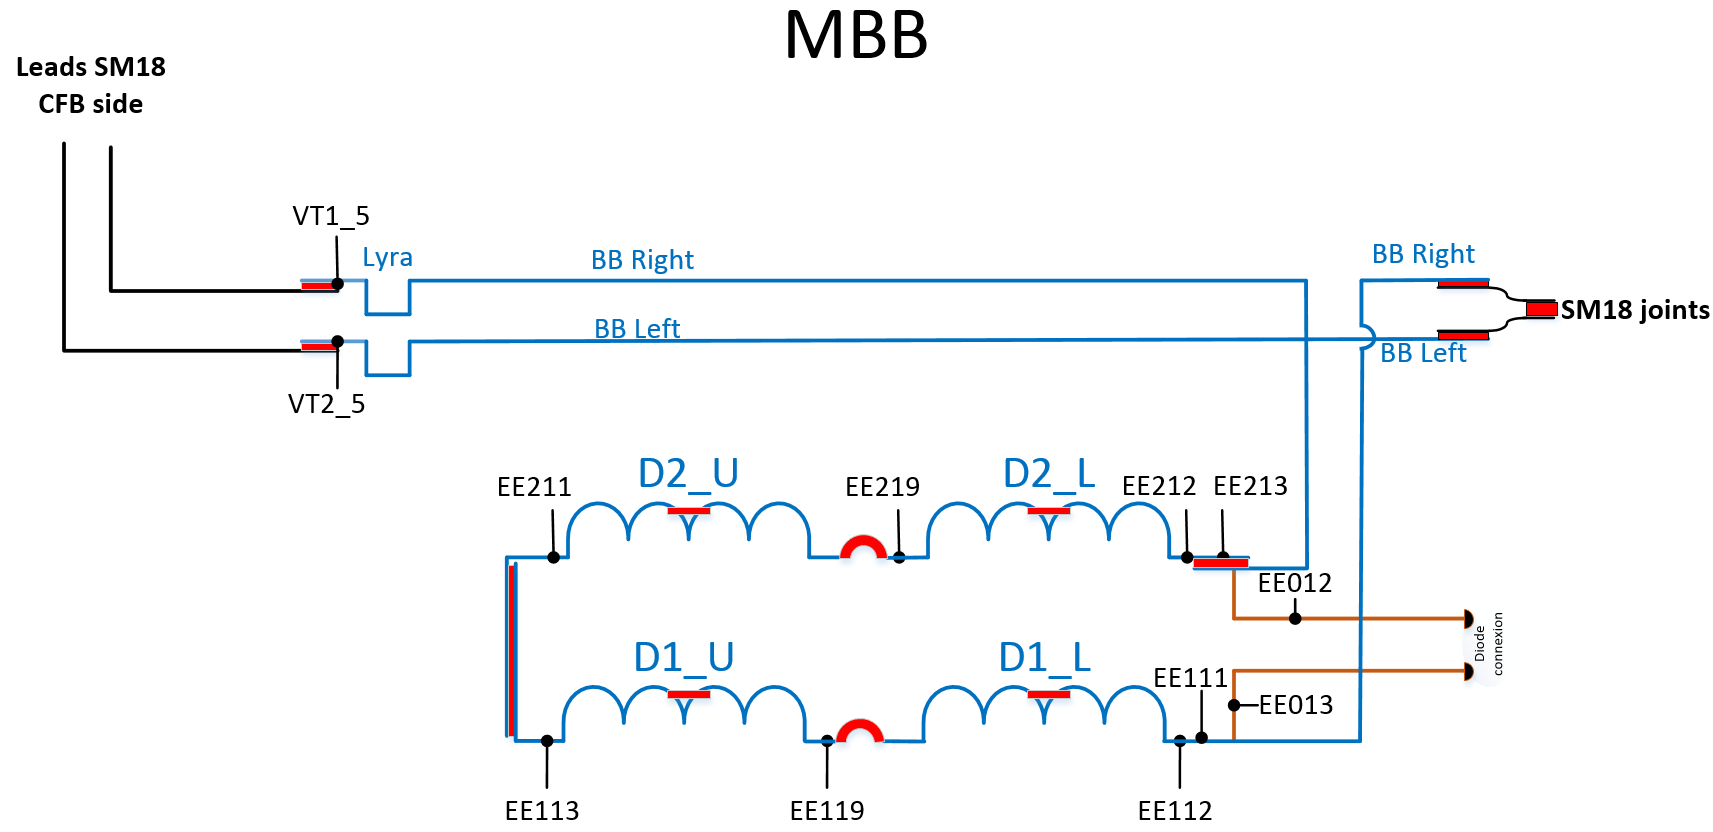 MBB
Leads SM18
CFB side
VT1_5
Lyra
BB Right
BB Right
SM18 joints
BB Left
BB Left
VT2_5
D2_U
D2_L
EE211
EE219
EE212
EE213
EE012
Diode
connexion
D1_U
D1_L
EE111
EE013
EE113
EE119
EE112